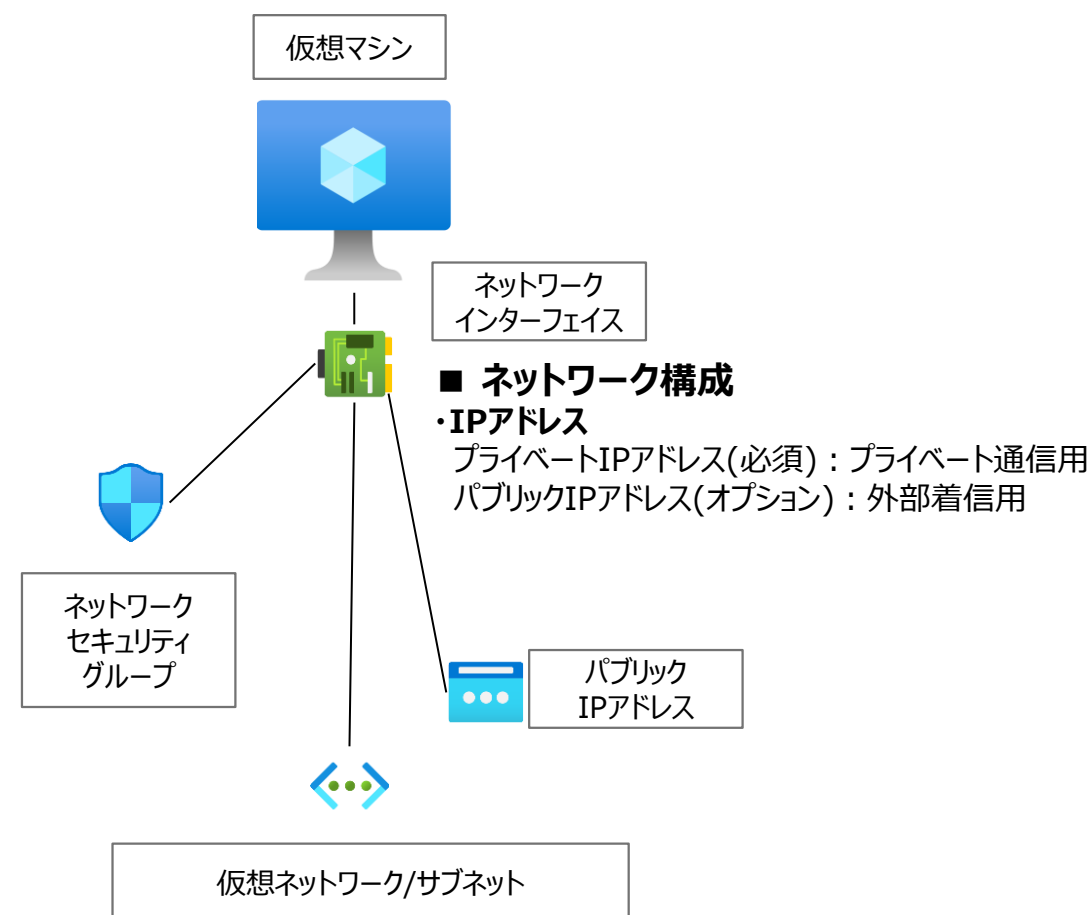 仮想マシン
ネットワーク
インターフェイス
■ ネットワーク構成
・IPアドレス
プライベートIPアドレス(必須)：プライベート通信用
パブリックIPアドレス(オプション)：外部着信用
ネットワーク
セキュリティ
グループ
パブリック
IPアドレス
仮想ネットワーク/サブネット